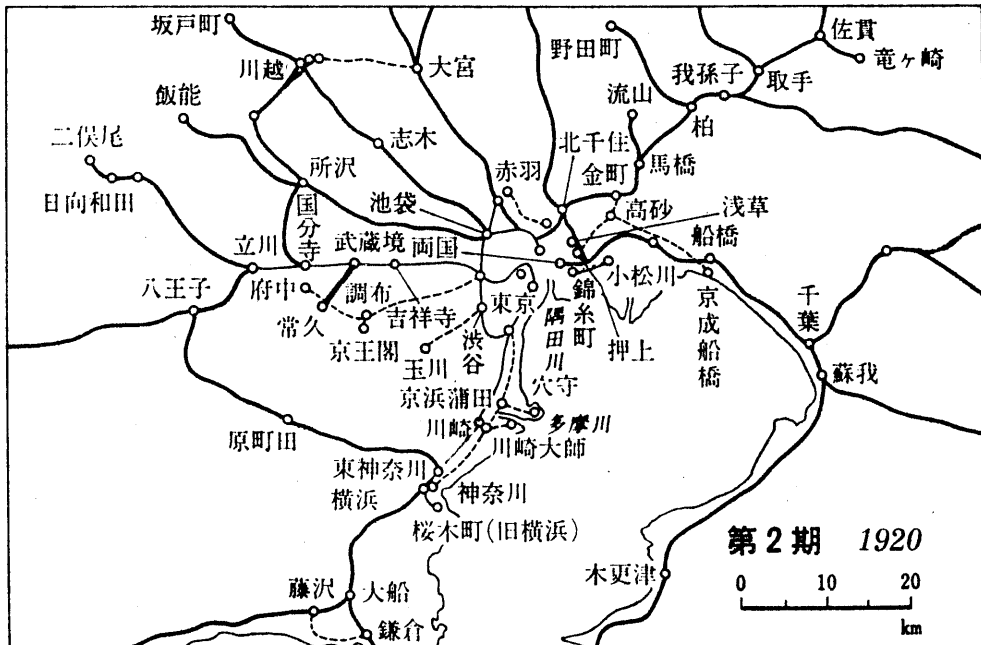 坂戸町
川越
大宮
野田町
佐貫
竜ヶ崎
我孫子
取手
飯能
流山
柏
二俣尾
志木
北千住
赤羽
金町
馬橋
日向和田
所沢
池袋
高砂
浅草
国分寺
船橋
立川
武蔵境
両国
小松川
八王子
府中
調布
吉祥寺
東京
隅田川
錦糸町
京成船橋
千葉
常久
京王閣
玉川
渋谷
押上
蘇我
京浜蒲田
穴守
原町田
川崎
多摩川
川崎大師
東神奈川
横浜
神奈川
桜木町(旧横浜)
第2期 1920
木更津
0 10 20
km
藤沢
大船
鎌倉